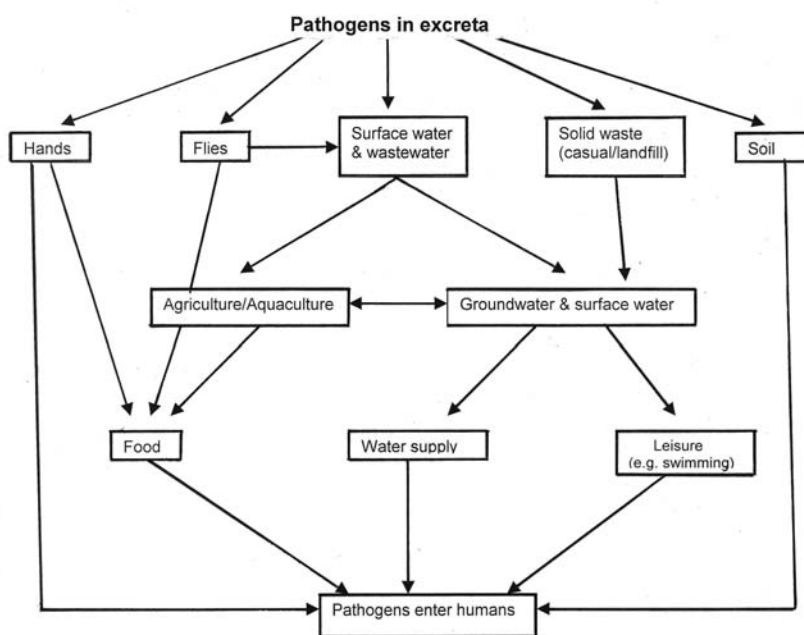 Pathogens in excreta
Hands
Flies
Surface water
& wastewater
Solid waste
(casual/landfill)
Soil
Agriculture/Aquaculture
Groundwater & surface water
Food
Water supply
Leisure
(e.g. swimming)
Pathogens enter humans